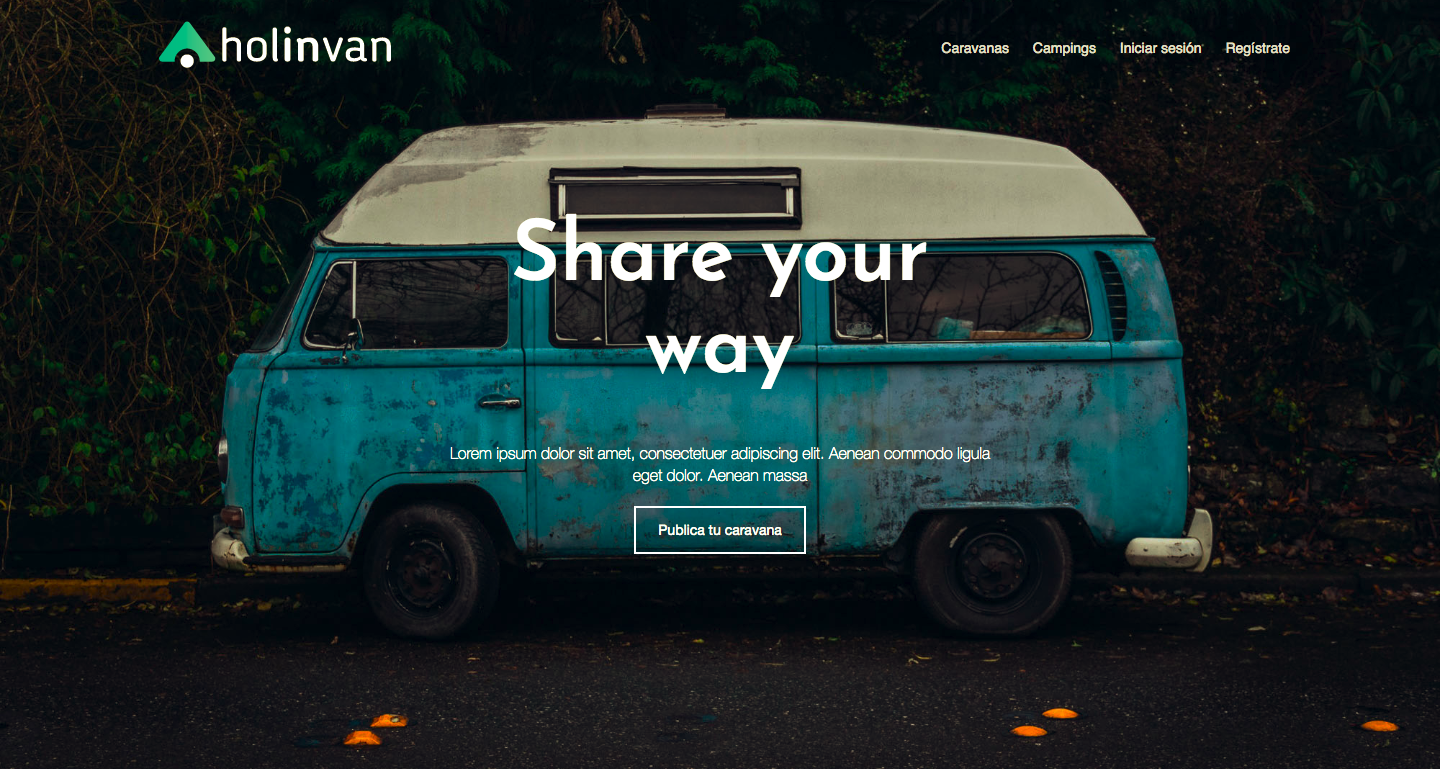 holinvan
Caravanas Campings Iniciar sesión Regístrate
Share your
way
Lorem ipsum dolor sit amet, consectetuer adipiscing elit. Aenean commodo ligula
eget dolor. Aenean massa
Publica tu caravana